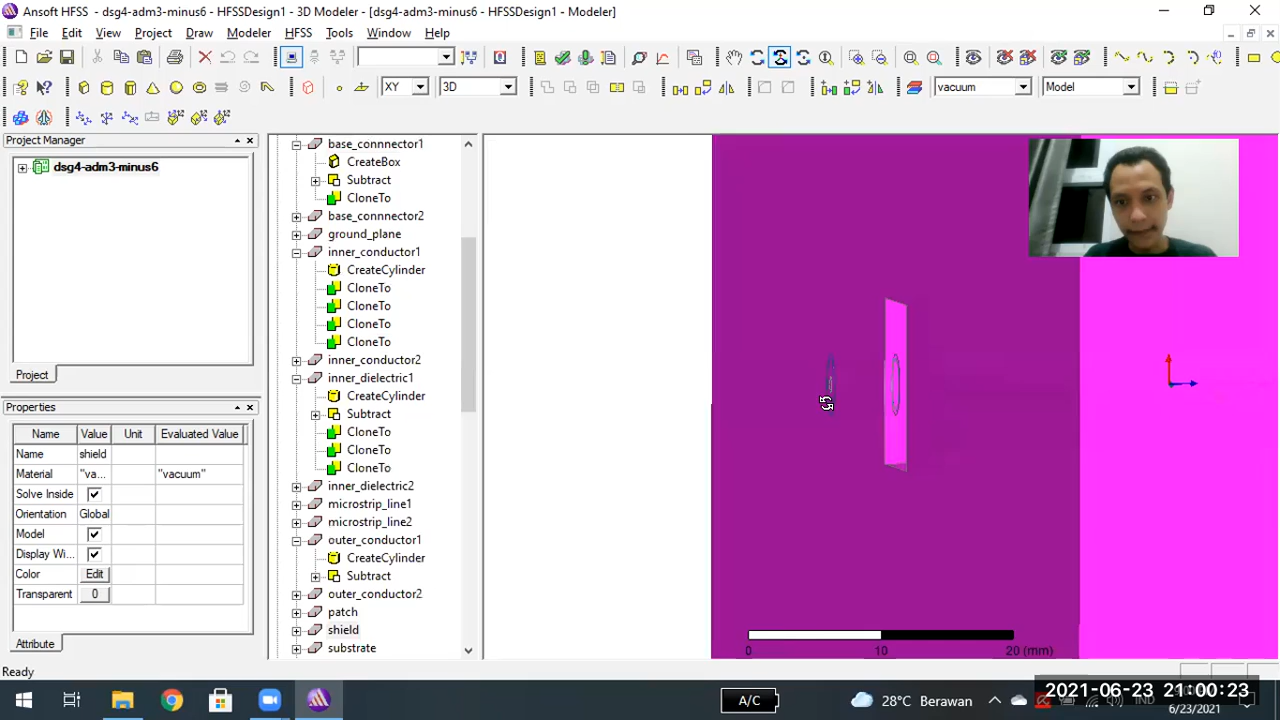 Ansoft HFSS - dsg4-adm3-minus6 - HFSSDesign1 - 3D Modeler - [dsg4-adm3-minus6 - HFSSDesign1 - Modeler]
File Edit View Project Draw Modeler HFSS Tools Window Help
XY 3D vacuum Model
Project Manager
dsg4-adm3-minus6
Project
Properties
Name Value Unit Evaluated Value
Name shield
Material "va... "vacuum"
Solve Inside
Orientation Global
Model
Display Wi...
Color Edit
Transparent 0
Attribute
base_connnector1
CreateBox
Subtract
CloneTo
base_connnector2
ground_plane
inner_conductor1
CreateCylinder
CloneTo
CloneTo
CloneTo
CloneTo
inner_conductor2
inner_dielectric1
CreateCylinder
Subtract
CloneTo
CloneTo
CloneTo
inner_dielectric2
microstrip_line1
microstrip_line2
outer_conductor1
CreateCylinder
Subtract
outer_conductor2
patch
shield
substrate
0 10 20 (mm)
Ready
A/C
28°C Berawan
IND
2021-06-23 21:00:23
6/23/2021